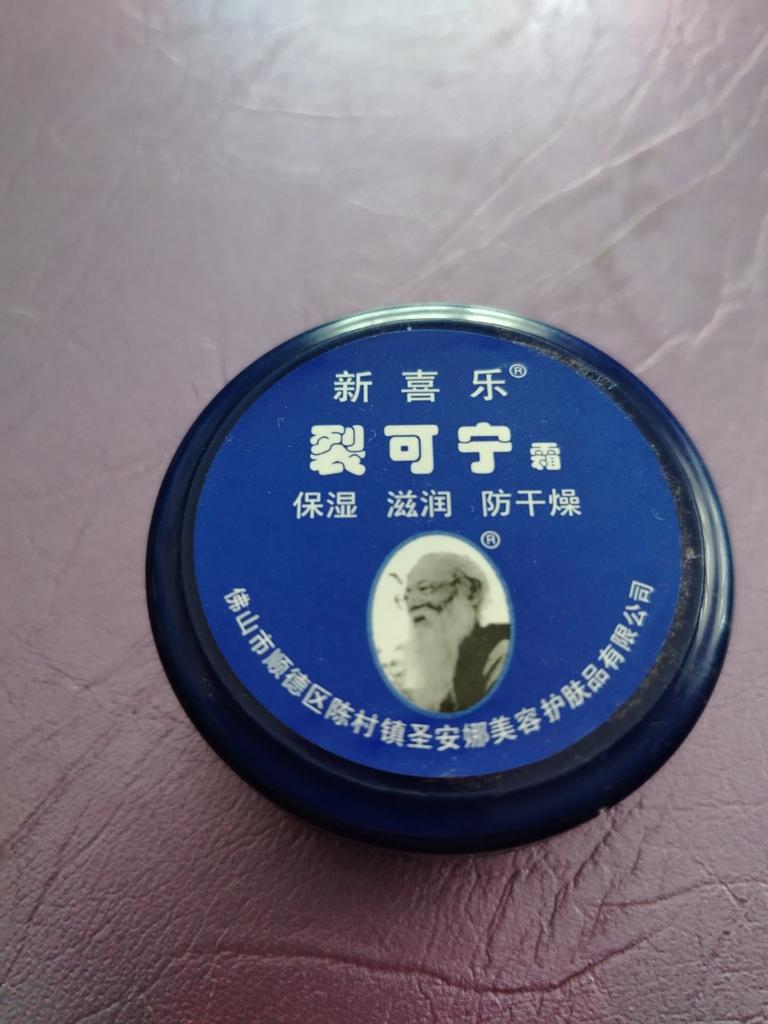 新喜乐®
裂可宁霜
保湿 滋润 防干燥
®
佛山市顺德区陈村镇圣安娜美容护肤品有限公司